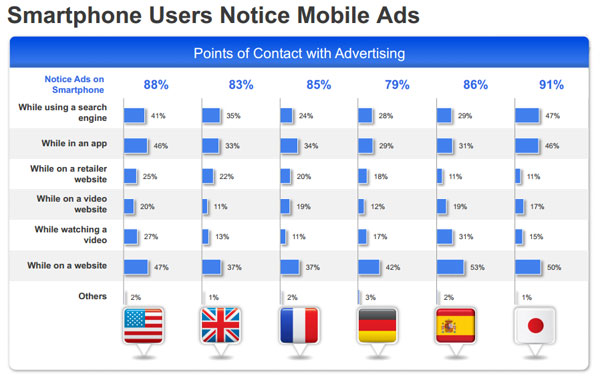 Smartphone Users Notice Mobile Ads
Points of Contact with Advertising
Notice Ads on
Smartphone
88% 83% 85% 79% 86% 91%
While using a search
engine
41% 35% 24% 28% 29% 47%
While in an app
46% 33% 34% 29% 31% 46%
While on a retailer
website
25% 22% 20% 18% 11% 11%
While on a video
website
20% 11% 19% 12% 19% 17%
While watching a
video
27% 13% 11% 17% 31% 15%
While on a website
47% 37% 37% 42% 53% 50%
Others
2% 1% 2% 3% 2% 1%